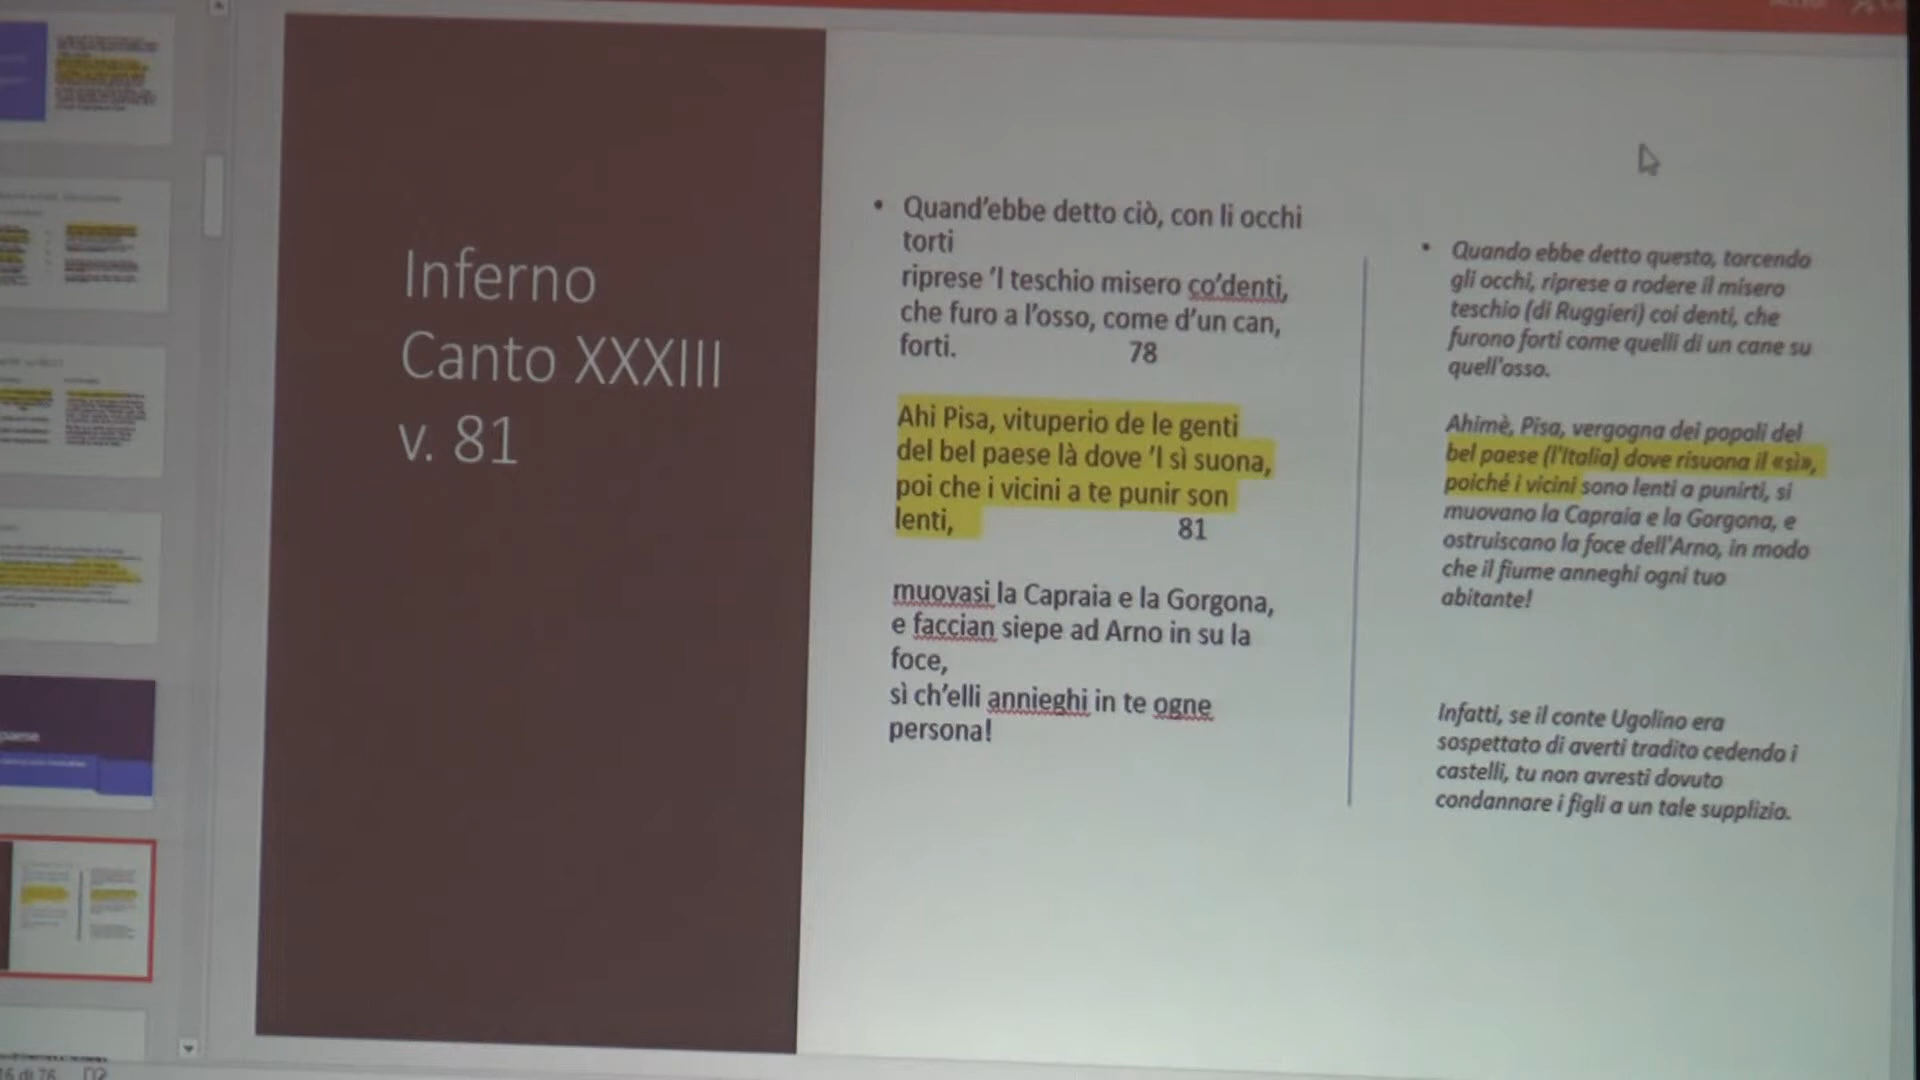 Inferno
Canto XXXIII
v. 81
• Quand'ebbe detto ciò, con li occhi
torti
riprese 'l teschio misero co'denti,
che furo a l'osso, come d'un can,
forti. 78
Ahi Pisa, vituperio de le genti
del bel paese là dove 'l sì suona,
poi che i vicini a te punir son
lenti, 81
muovasi la Capraia e la Gorgona,
e faccian siepe ad Arno in su la
foce,
sì ch'elli annieghi in te ogne
persona!
• Quando ebbe detto questo, torcendo
gli occhi, riprese a rodere il misero
teschio (di Ruggieri) coi denti, che
furono forti come quelli di un cane su
quell'osso.
Ahimè, Pisa, vergogna dei popoli del
bel paese (l'Italia) dove risuona il «sì»,
poiché i vicini sono lenti a punirti, si
muovano la Capraia e la Gorgona, e
ostruiscano la foce dell'Arno, in modo
che il fiume anneghi ogni tuo
abitante!
Infatti, se il conte Ugolino era
sospettato di averti tradito cedendo i
castelli, tu non avresti dovuto
condannare i figli a un tale supplizio.
di 76